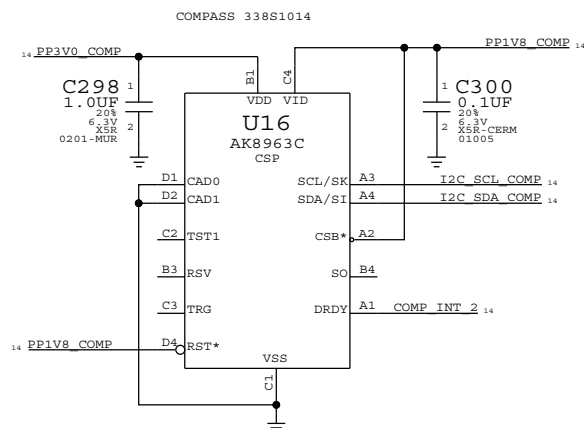 COMPASS 338S1014
14 PP3V0_COMP
PP1V8_COMP 14
B1
C4
VDD VID
C298 1
1.0UF
20%
6.3V 2
X5R
0201-MUR
1 C300
0.1UF
20%
2 6.3V
X5R-CERM
01005
U16
AK8963C
CSP
D1 CAD0
D2 CAD1
C2 TST1
B3 RSV
C3 TRG
14 PP1V8_COMP D4 RST*
SCL/SK A3 I2C_SCL_COMP 14
SDA/SI A4 I2C_SDA_COMP 14
CSB* A2
SO B4
DRDY A1 COMP_INT_2 14
VSS
C1